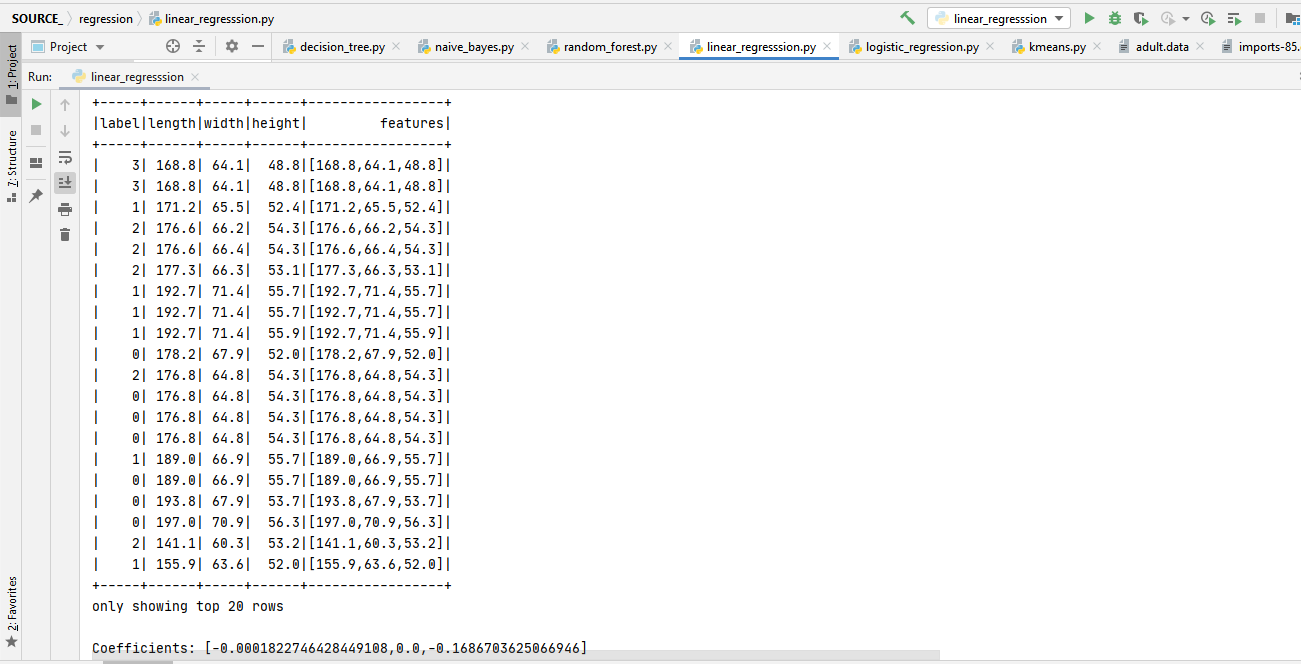 SOURCE_ regression linear_regresssion.py linear_regresssion
Project decision_tree.py naive_bayes.py random_forest.py linear_regresssion.py logistic_regression.py kmeans.py adult.data imports-85.
1: Project
7: Structure
2: Favorites
Run: linear_regresssion
+-----+------+-----+------+-----------------+
|label|length|width|height|         features|
+-----+------+-----+------+-----------------+
|    3| 168.8| 64.1|  48.8|[168.8,64.1,48.8]|
|    3| 168.8| 64.1|  48.8|[168.8,64.1,48.8]|
|    1| 171.2| 65.5|  52.4|[171.2,65.5,52.4]|
|    2| 176.6| 66.2|  54.3|[176.6,66.2,54.3]|
|    2| 176.6| 66.4|  54.3|[176.6,66.4,54.3]|
|    2| 177.3| 66.3|  53.1|[177.3,66.3,53.1]|
|    1| 192.7| 71.4|  55.7|[192.7,71.4,55.7]|
|    1| 192.7| 71.4|  55.7|[192.7,71.4,55.7]|
|    1| 192.7| 71.4|  55.9|[192.7,71.4,55.9]|
|    0| 178.2| 67.9|  52.0|[178.2,67.9,52.0]|
|    2| 176.8| 64.8|  54.3|[176.8,64.8,54.3]|
|    0| 176.8| 64.8|  54.3|[176.8,64.8,54.3]|
|    0| 176.8| 64.8|  54.3|[176.8,64.8,54.3]|
|    0| 176.8| 64.8|  54.3|[176.8,64.8,54.3]|
|    1| 189.0| 66.9|  55.7|[189.0,66.9,55.7]|
|    0| 189.0| 66.9|  55.7|[189.0,66.9,55.7]|
|    0| 193.8| 67.9|  53.7|[193.8,67.9,53.7]|
|    0| 197.0| 70.9|  56.3|[197.0,70.9,56.3]|
|    2| 141.1| 60.3|  53.2|[141.1,60.3,53.2]|
|    1| 155.9| 63.6|  52.0|[155.9,63.6,52.0]|
+-----+------+-----+------+-----------------+
only showing top 20 rows
Coefficients: [-0.0001822746428449108,0.0,-0.1686703625066946]